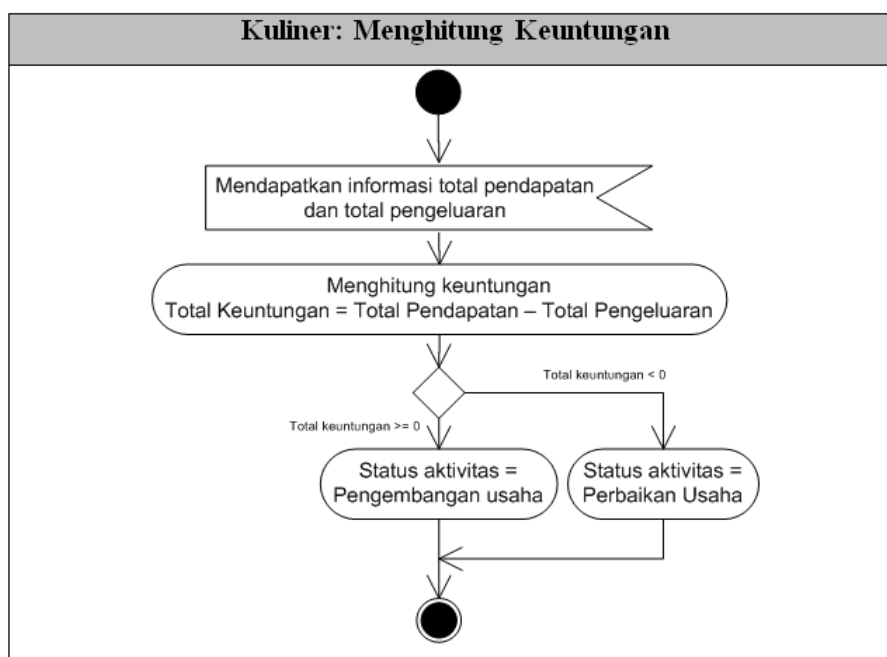 Kuliner: Menghitung Keuntungan
Mendapatkan informasi total pendapatan
dan total pengeluaran
Menghitung keuntungan
Total Keuntungan = Total Pendapatan – Total Pengeluaran
Total keuntungan < 0
Total keuntungan >= 0
Status aktivitas =
Pengembangan usaha
Status aktivitas =
Perbaikan Usaha